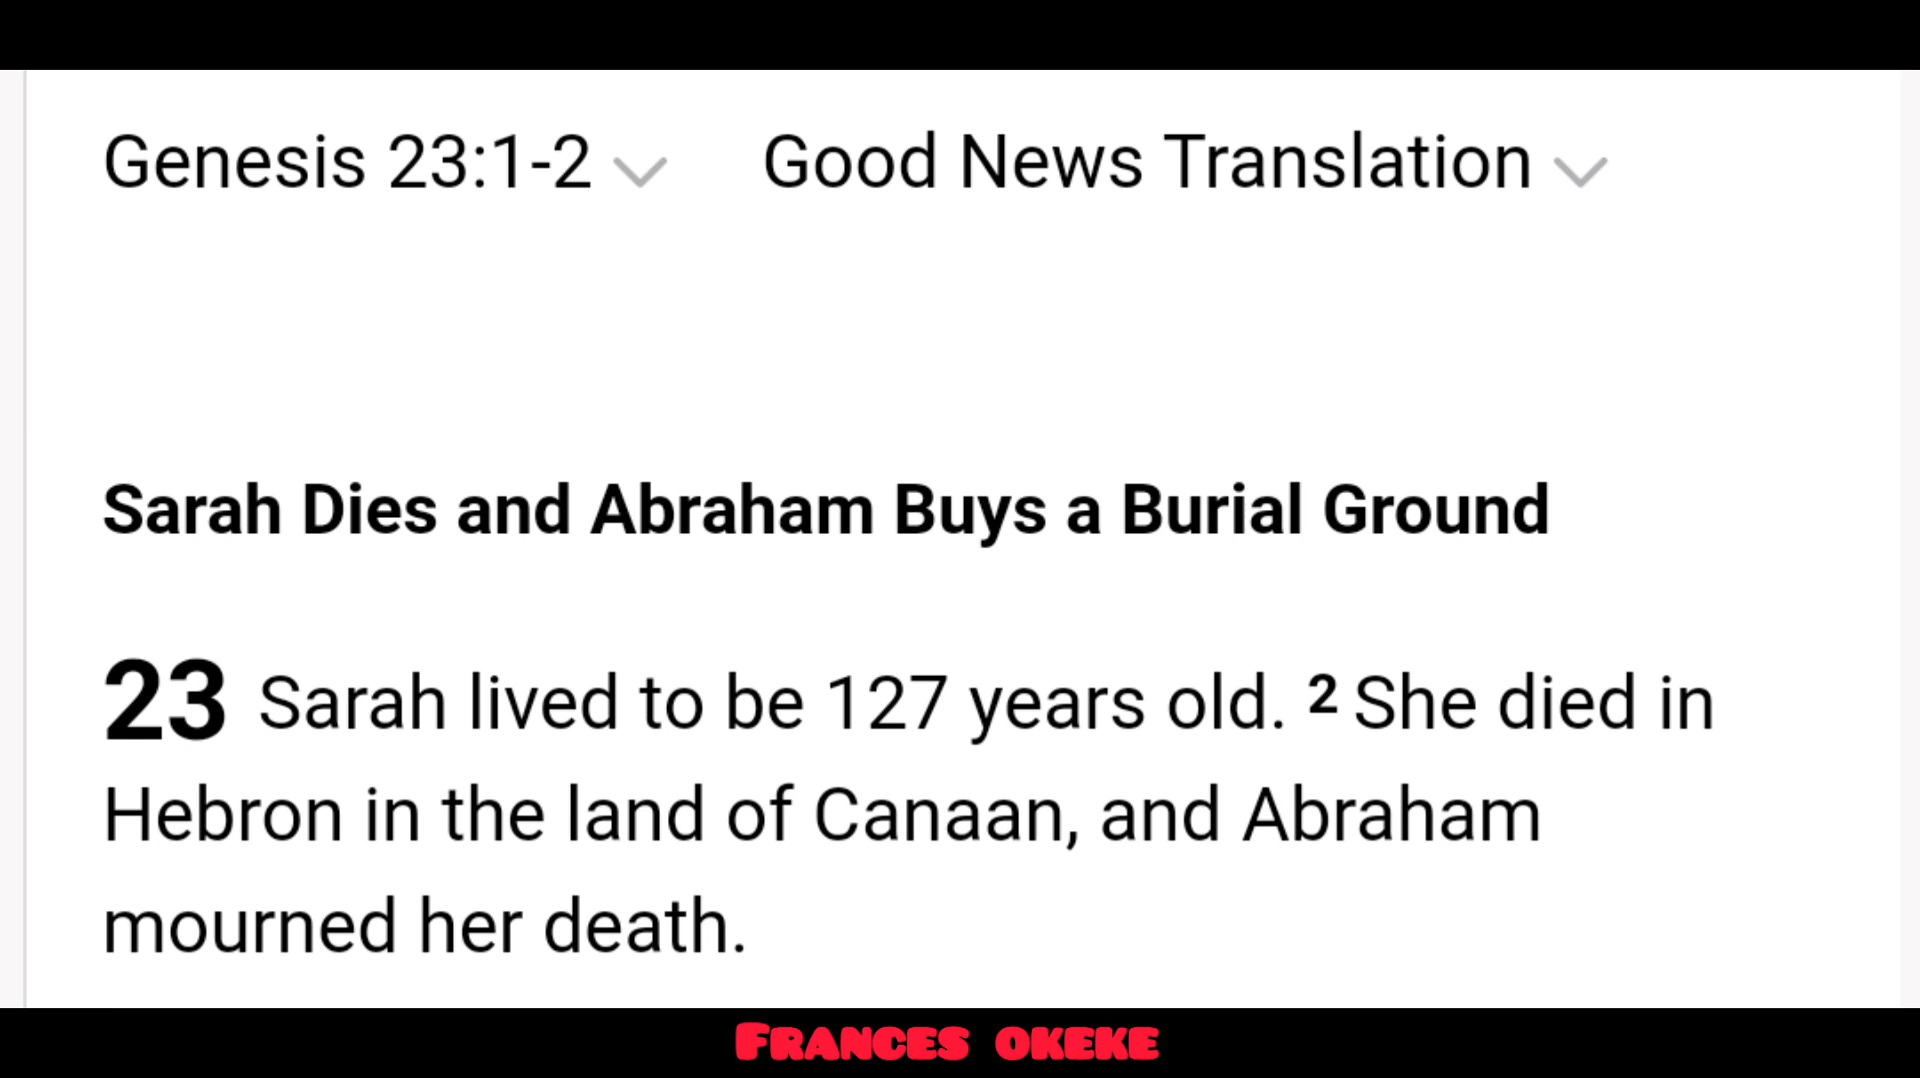 Genesis 23:1-2 Good News Translation
Sarah Dies and Abraham Buys a Burial Ground
23 Sarah lived to be 127 years old. 2 She died in
Hebron in the land of Canaan, and Abraham
mourned her death.
FRANCES OKEKE